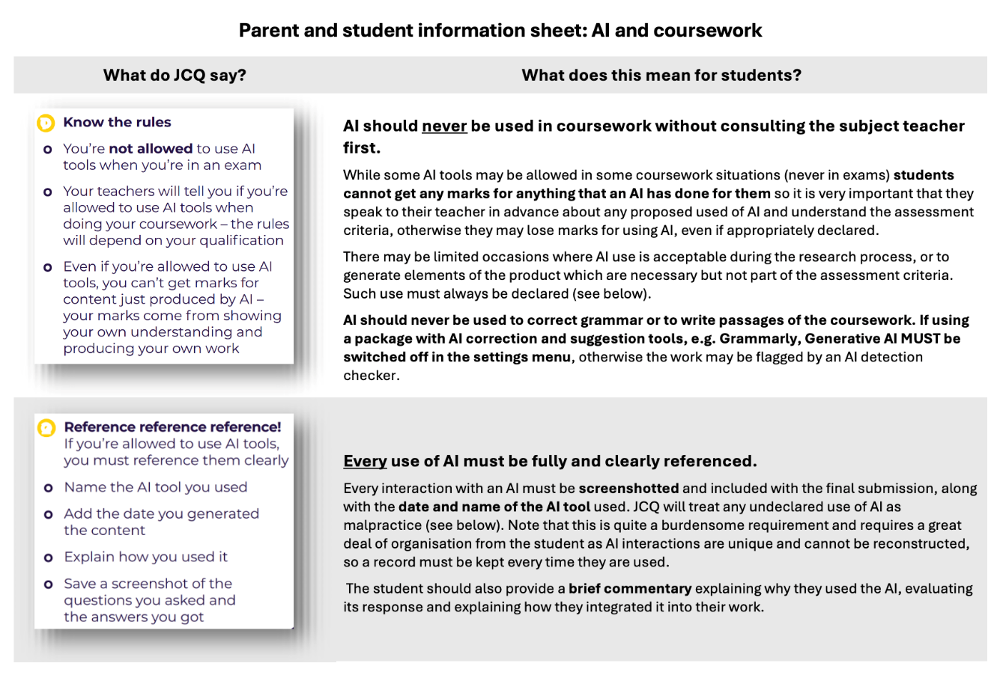 Parent and student information sheet: AI and coursework
What do JCQ say?
What does this mean for students?
Know the rules
You're not allowed to use AI
tools when you're in an exam
Your teachers will tell you if you're
allowed to use AI tools when
doing your coursework – the rules
will depend on your qualification
Even if you're allowed to use AI
tools, you can't get marks for
content just produced by AI –
your marks come from showing
your own understanding and
producing your own work
AI should never be used in coursework without consulting the subject teacher
first.
While some AI tools may be allowed in some coursework situations (never in exams) students
cannot get any marks for anything that an AI has done for them so it is very important that they
speak to their teacher in advance about any proposed used of AI and understand the assessment
criteria, otherwise they may lose marks for using AI, even if appropriately declared.
There may be limited occasions where AI use is acceptable during the research process, or to
generate elements of the product which are necessary but not part of the assessment criteria.
Such use must always be declared (see below).
AI should never be used to correct grammar or to write passages of the coursework. If using
a package with AI correction and suggestion tools, e.g. Grammarly, Generative AI MUST be
switched off in the settings menu, otherwise the work may be flagged by an AI detection
checker.
Reference reference reference!
If you're allowed to use AI tools,
you must reference them clearly
Name the AI tool you used
Add the date you generated
the content
Explain how you used it
Save a screenshot of the
questions you asked and
the answers you got
Every use of AI must be fully and clearly referenced.
Every interaction with an AI must be screenshotted and included with the final submission, along
with the date and name of the AI tool used. JCQ will treat any undeclared use of AI as
malpractice (see below). Note that this is quite a burdensome requirement and requires a great
deal of organisation from the student as AI interactions are unique and cannot be reconstructed,
so a record must be kept every time they are used.
The student should also provide a brief commentary explaining why they used the AI, evaluating
its response and explaining how they integrated it into their work.